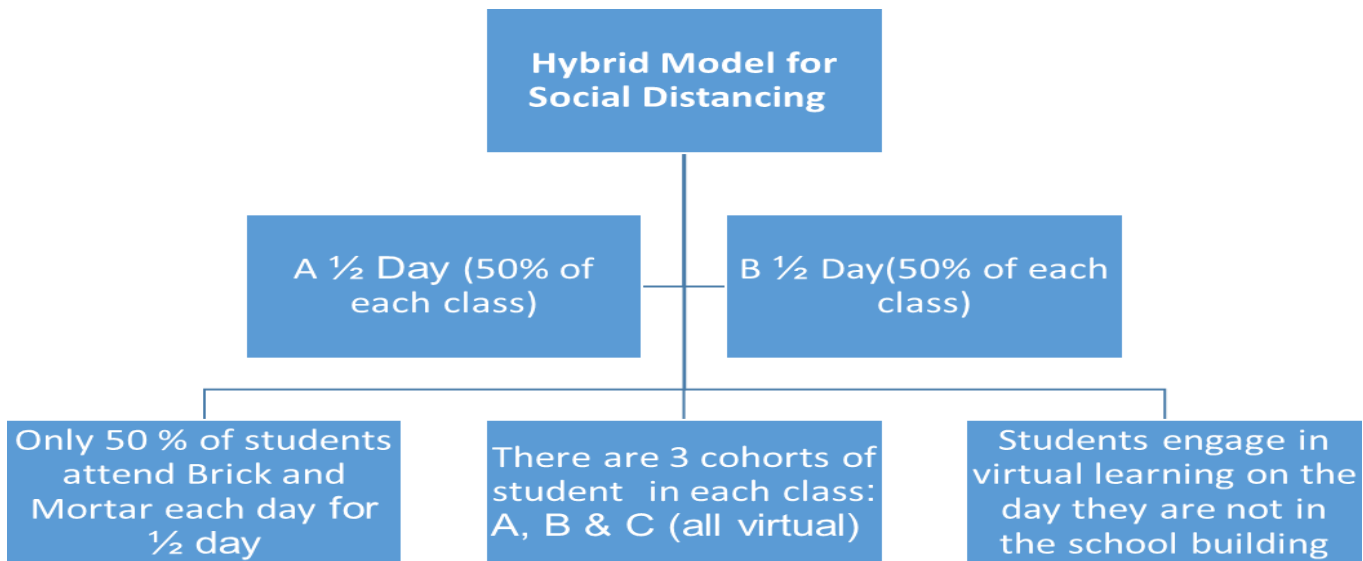 Hybrid Model for
Social Distancing
A ½ Day (50% of
each class)
B ½ Day(50% of each
class)
Only 50 % of students
attend Brick and
Mortar each day for
½ day
There are 3 cohorts of
student in each class:
A, B & C (all virtual)
Students engage in
virtual learning on the
day they are not in
the school building